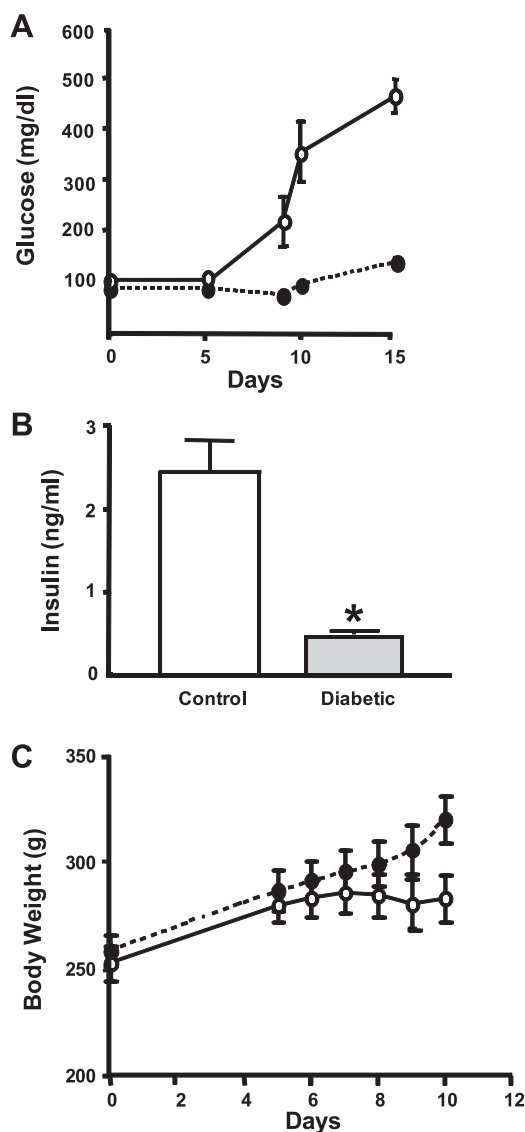 A
Glucose (mg/dl)
600
500
400
300
200
100
0 5 10 15
Days
B
Insulin (ng/ml)
3
2
1
0
*
Control Diabetic
C
Body Weight (g)
350
300
250
200
0 2 4 6 8 10 12
Days